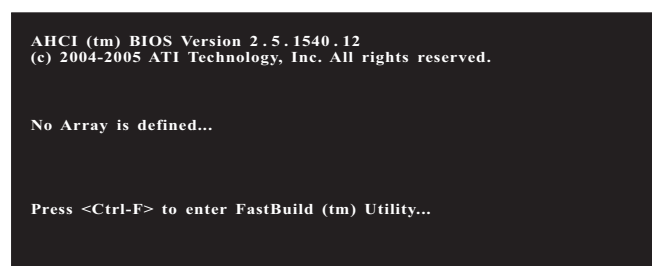 AHCI (tm) BIOS Version 2 . 5 . 1540 . 12
(c) 2004-2005 ATI Technology, Inc. All rights reserved.
No Array is defined...
Press <Ctrl-F> to enter FastBuild (tm) Utility...